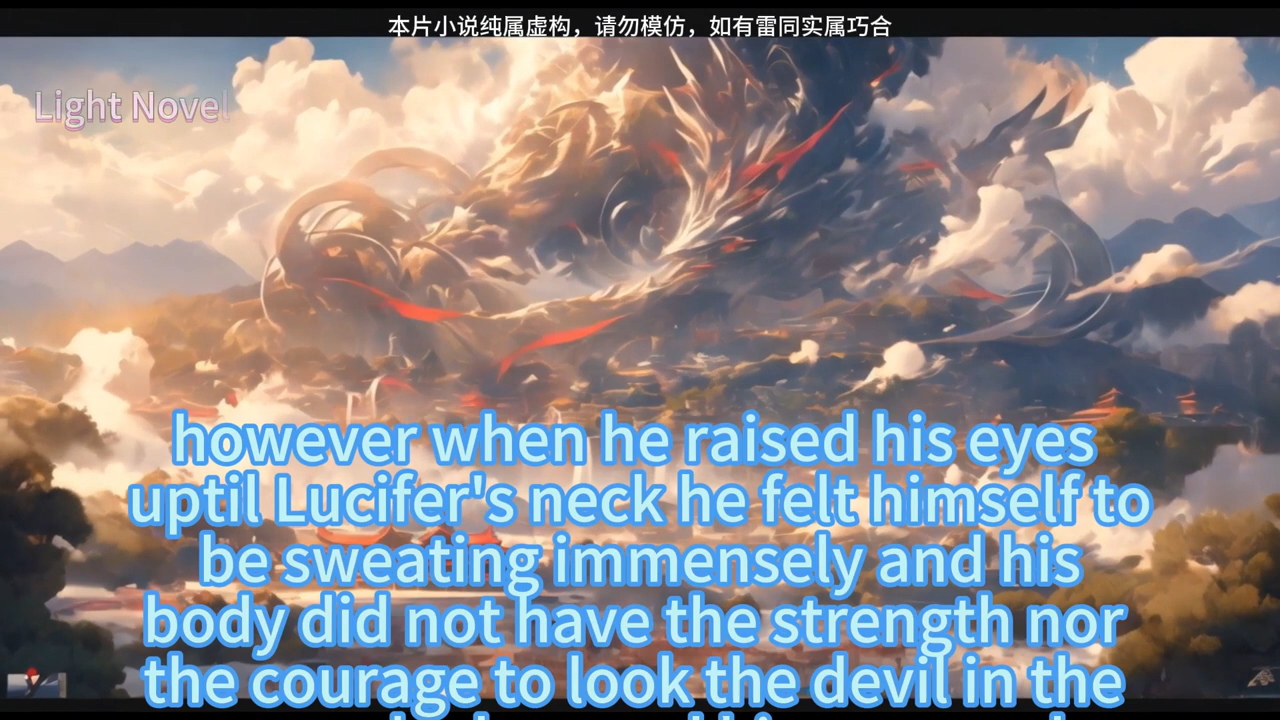 本片小说纯属虚构，请勿模仿，如有雷同实属巧合
Light Novel
however when he raised his eyes
uptil Lucifer's neck he felt himself to
be sweating immensely and his
body did not have the strength nor
the courage to look the devil in the